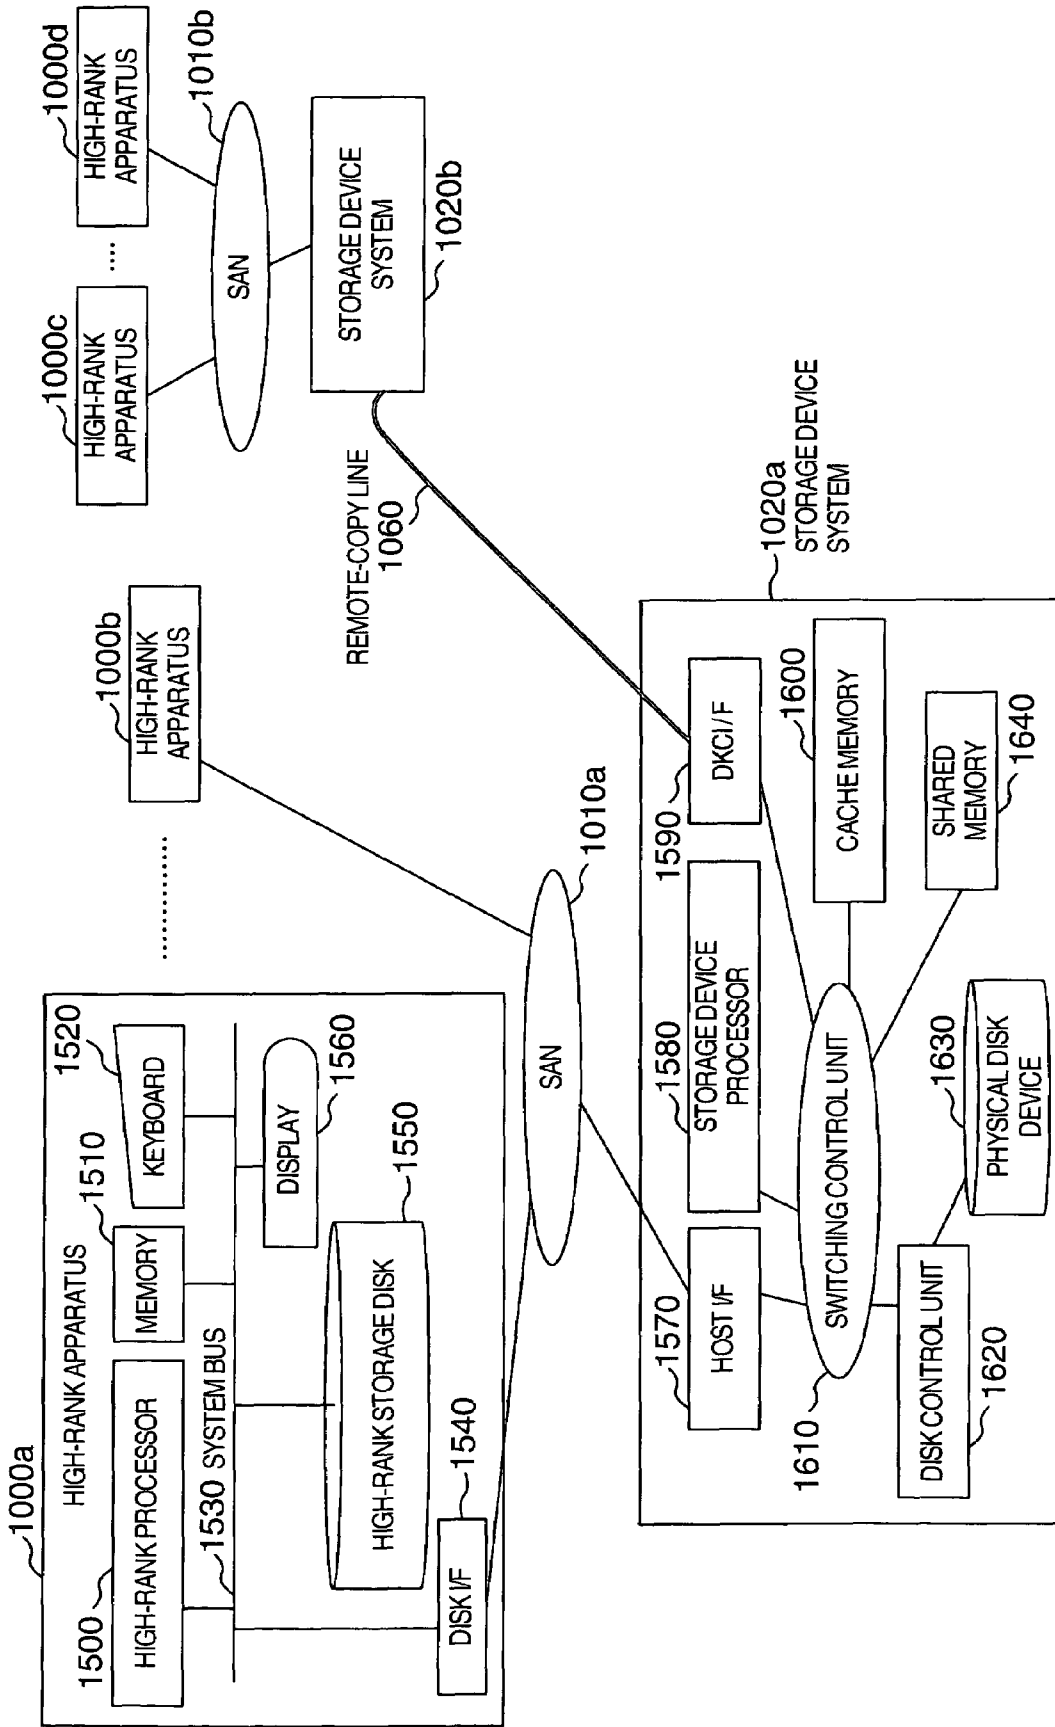 1000a
HIGH-RANK APPARATUS
1500
HIGH-RANK PROCESSOR
1510
MEMORY
1520
KEYBOARD
1530 SYSTEM BUS
DISPLAY
1560
HIGH-RANK STORAGE DISK
1550
DISK I/F
1540
............
1000b
HIGH-RANK
APPARATUS
1000c
HIGH-RANK
APPARATUS
....
1000d
HIGH-RANK
APPARATUS
SAN
1010b
STORAGE DEVICE
SYSTEM
1020b
REMOTE-COPY LINE
1060
SAN
1010a
1020a
STORAGE DEVICE
SYSTEM
1570
HOST I/F
1580
STORAGE DEVICE
PROCESSOR
1590
DKCI / F
1600
CACHE MEMORY
SWITCHING CONTROL UNIT
1610
DISK CONTROL UNIT
1620
1630
PHYSICAL DISK
DEVICE
SHARED
MEMORY
1640